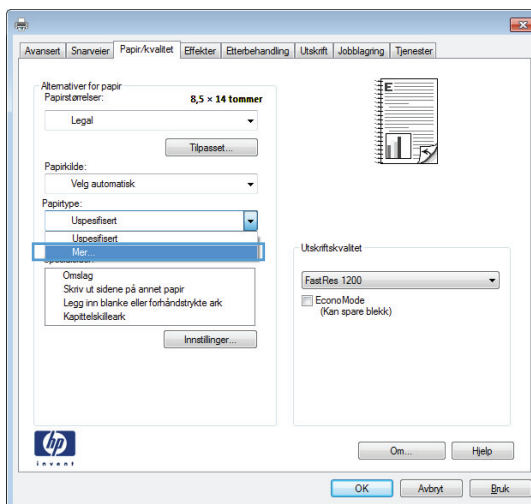 Avansert Snarveier Papir/kvalitet Effekter Etterbehandling Utskrift Jobblagring Tjenester
Alternativer for papir
Papirstørrelser:
8,5 × 14 tommer
Legal
Tilpasset...
Papirkilde:
Velg automatisk
Papirtype:
Uspesifisert
Uspesifisert
Mer...
Omslag
Skriv ut sidene på annet papir
Legg inn blanke eller forhåndstrykte ark
Kapittelskilleark
Innstillinger...
E
Utskriftskvalitet
FastRes 1200
EconoMode
(Kan spare blekk)
hp
invent
Om... Hjelp
OK Avbryt Bruk